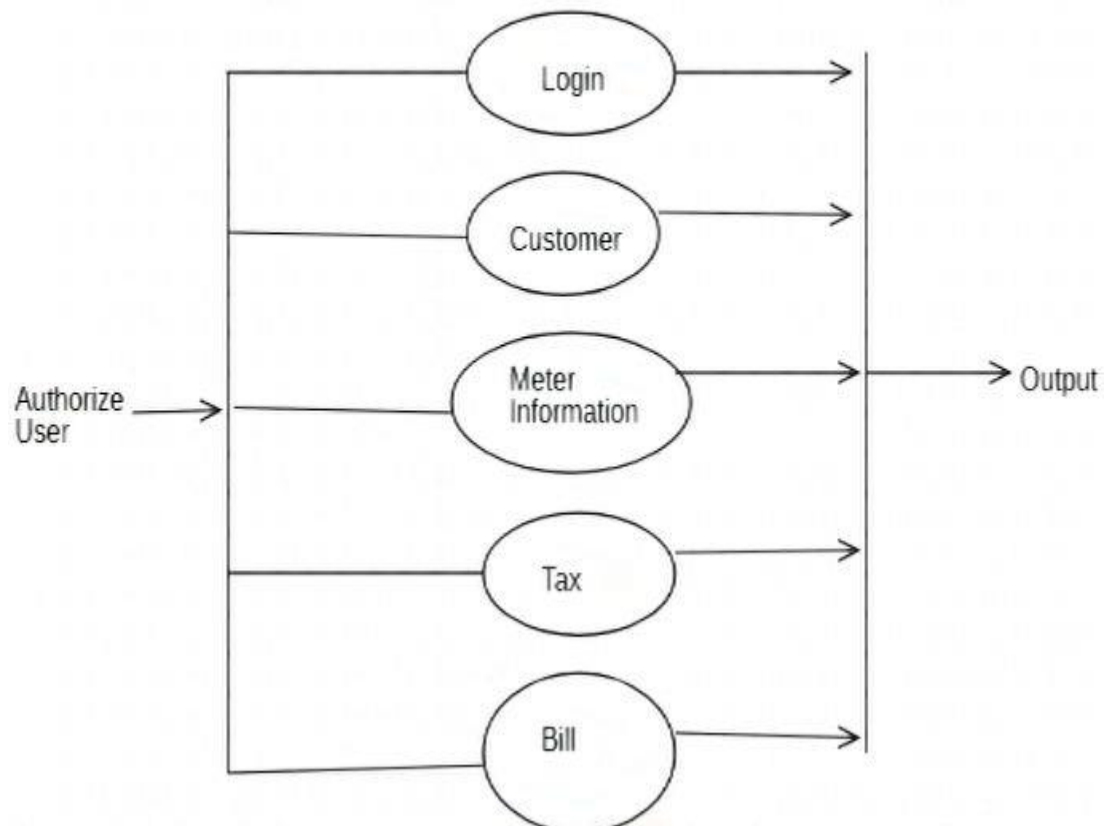 Login
Customer
Meter
Information
Authorize
User
Output
Tax
Bill